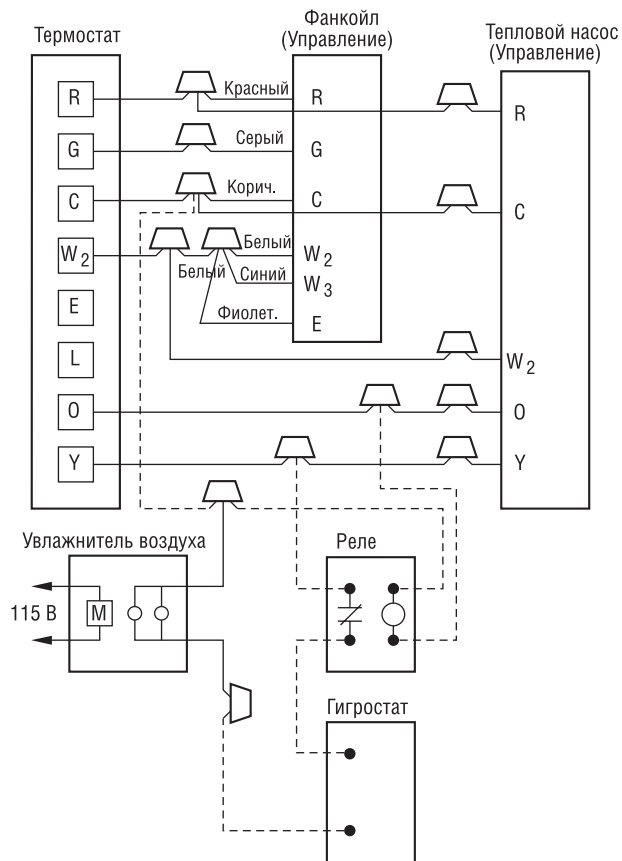 Термостат
Фанкойл
(Управление)
Тепловой насос
(Управление)
R
Красный
R
R
G
Серый
G
C
Корич.
C
C
W2
Белый
Белый
W2
Синий
W3
E
Фиолет.
E
L
W2
O
O
Y
Y
Увлажнитель воздуха
Реле
115 В
М
Гигростат